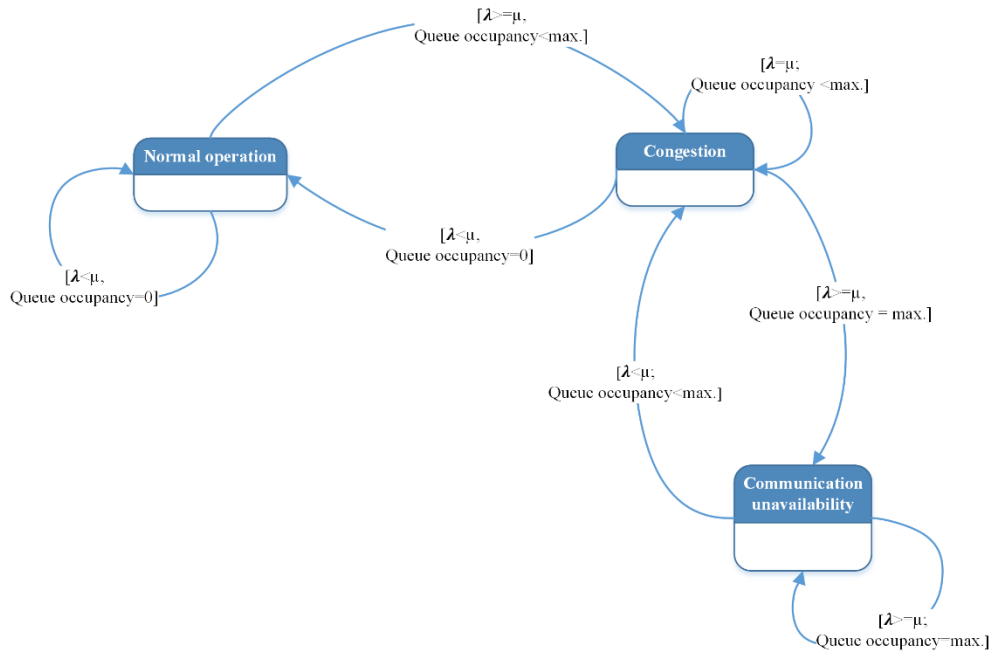 [λ>=μ,
Queue occupancy<max.]
[λ=μ;
Queue occupancy <max.]
Normal operation
Congestion
[λ<μ,
Queue occupancy=0]
[λ<μ,
Queue occupancy=0]
[λ>=μ,
Queue occupancy = max.]
[λ<μ;
Queue occupancy<max.]
Communication
unavailability
[λ>=μ;
Queue occupancy=max.]